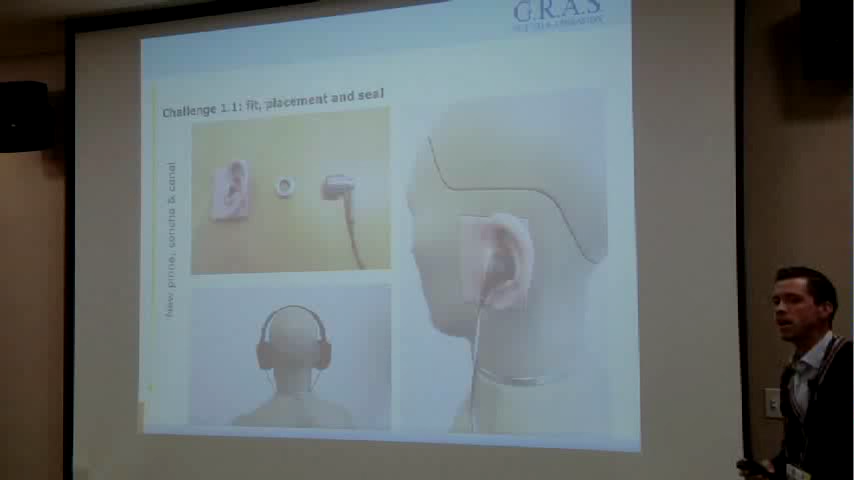 G.R.A.S.
Challenge 1.1: fit, placement and seal
New pinna, concha & canal